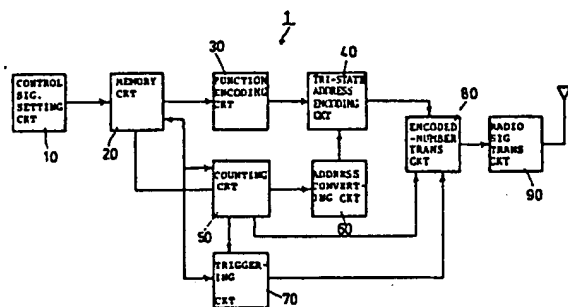 1
30
40
CONTROL
SIG.
SETTING
CKT
10
MEMORY
CKT
20
FUNCTION
ENCODING
CKT
TRI-STATE
ADDRESS
ENCODING
CKT
80
ENCODED
-NUMBER
TRANS
CKT
RADIO
SIG
TRANS
CKT
90
COUNTING
CKT
50
ADDRESS
CONVERT-
ING CKT
60
TRIGGER-
ING
CKT
70